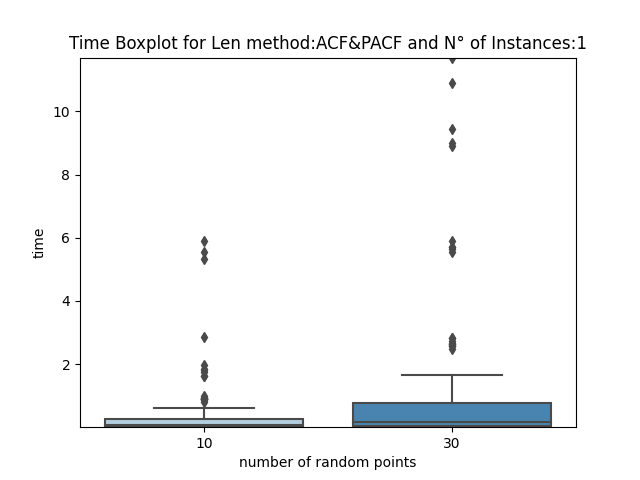 Time Boxplot for Len method:ACF&PACF and N° of Instances:1
10
8
6
4
2
time
10 30
number of random points